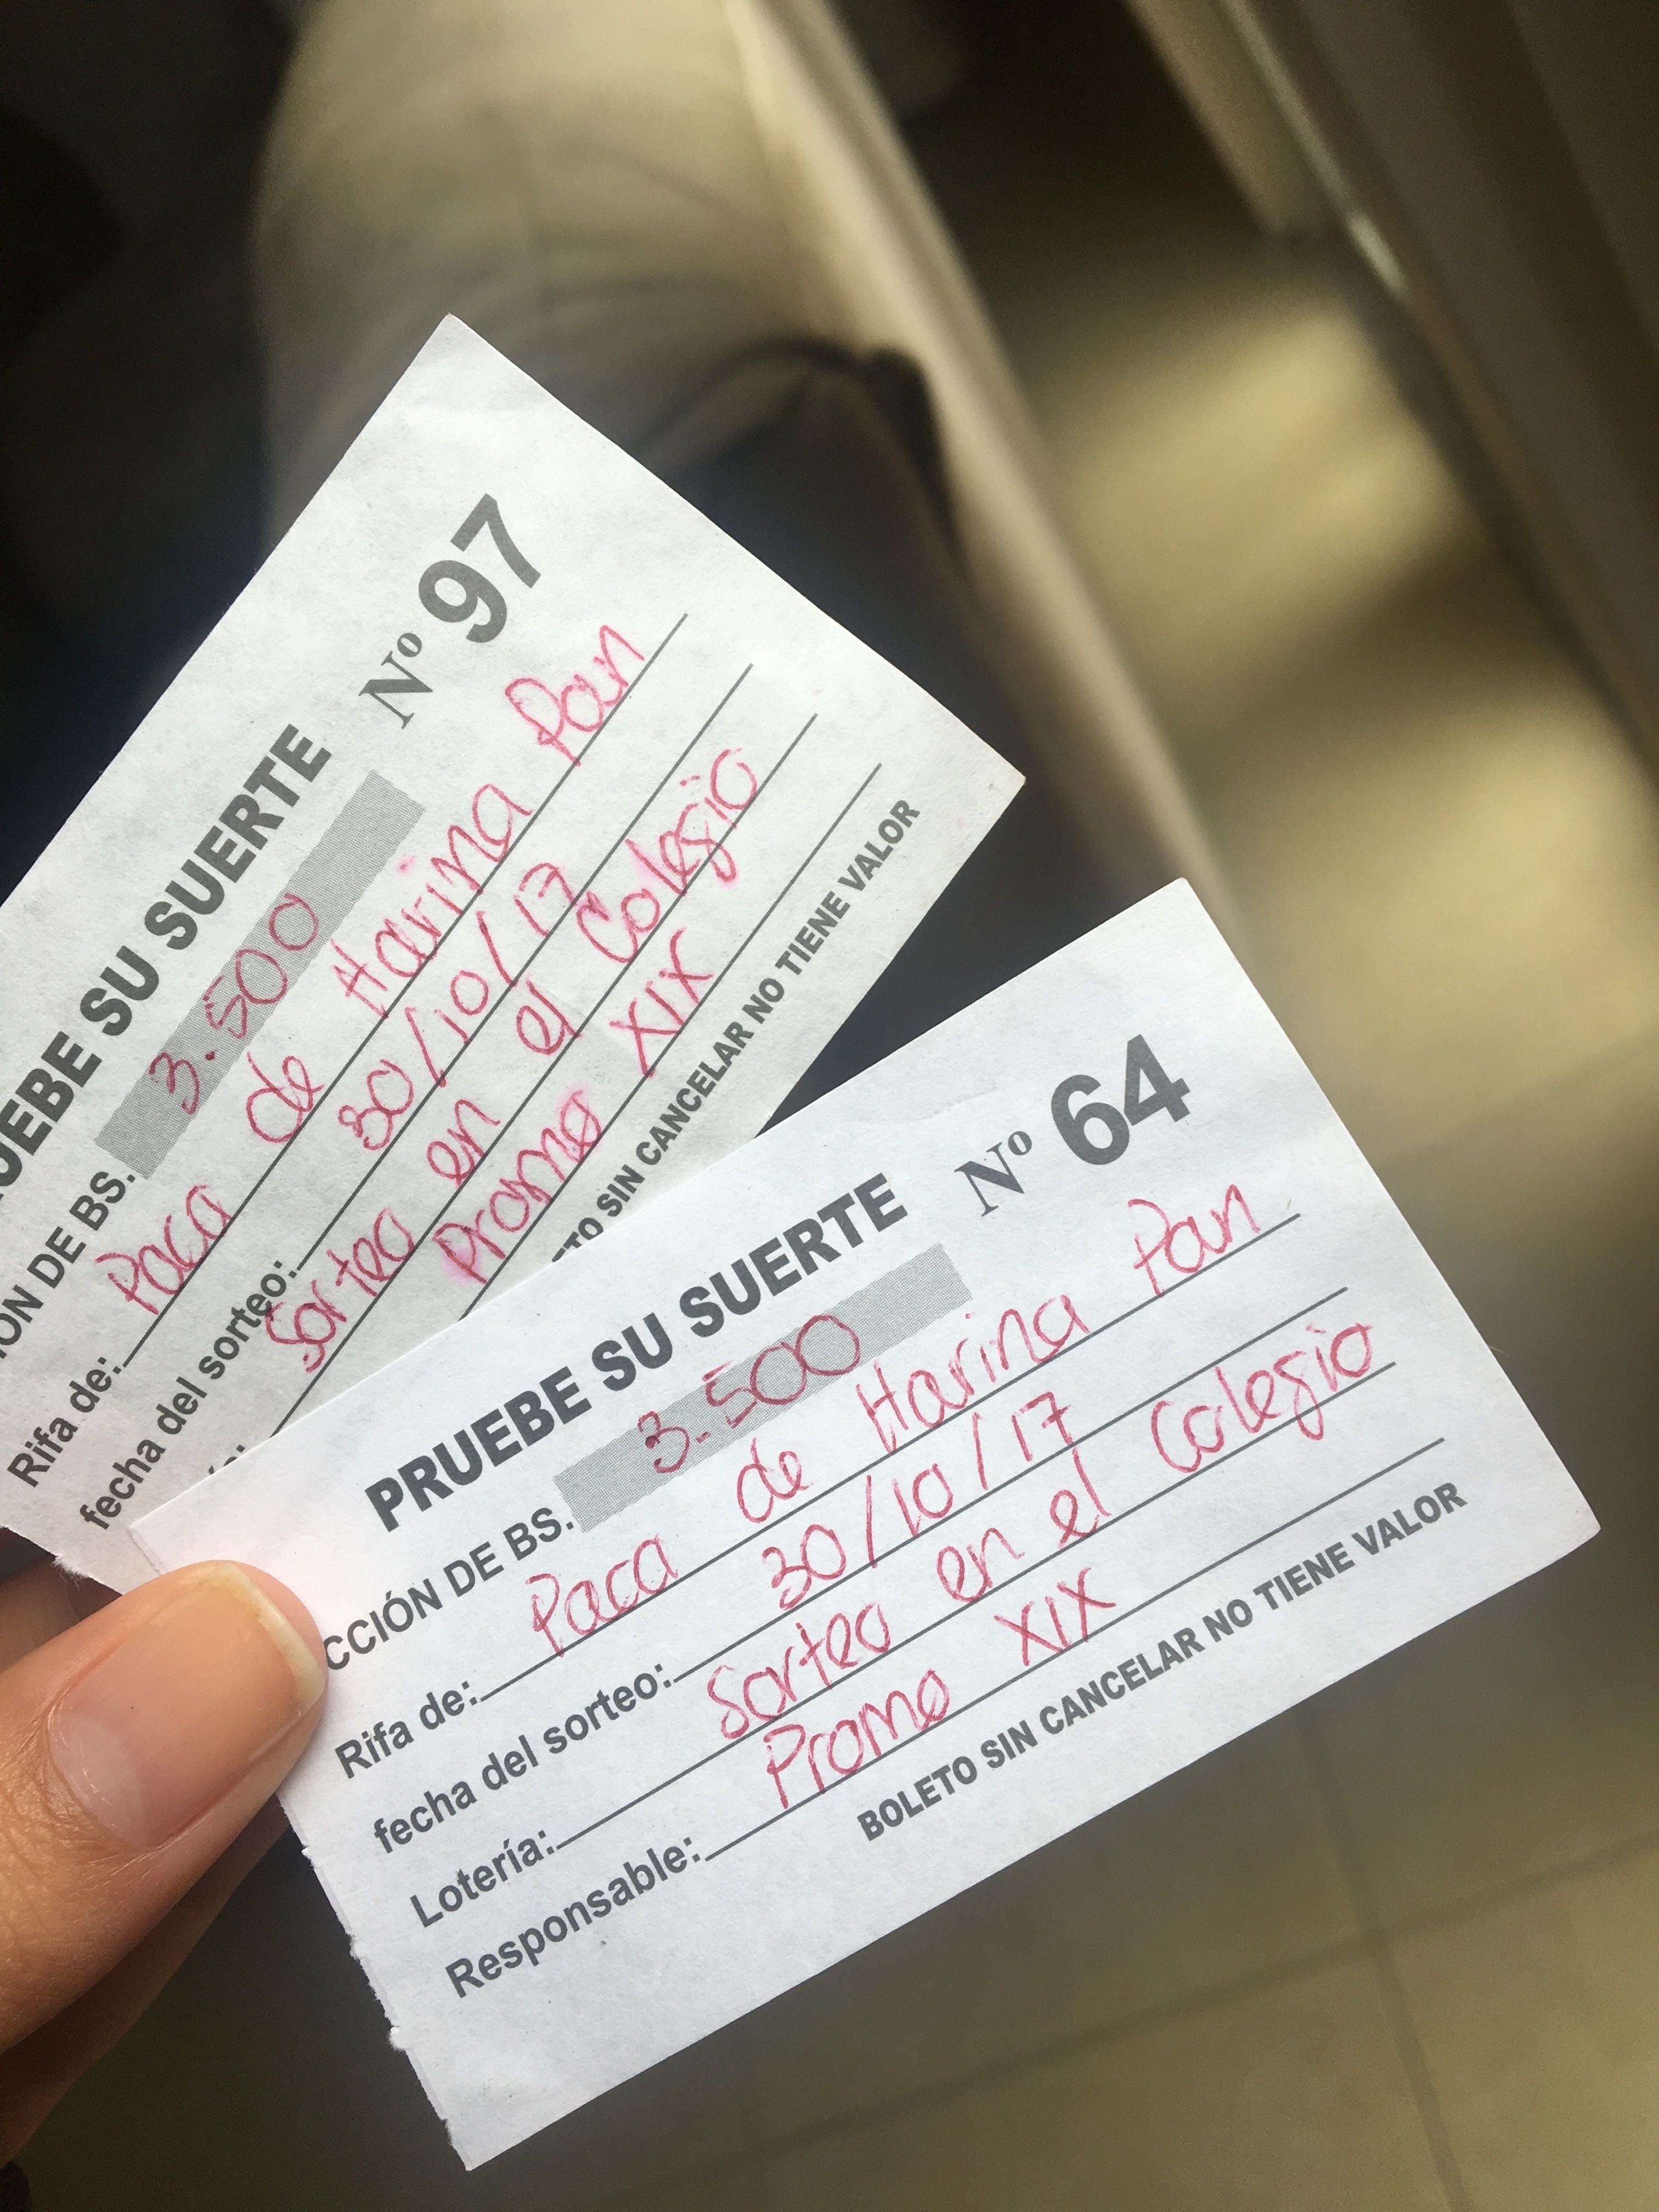 UEBE SU SUERTE Nº 97
ÓN DE BS. 3.500
Rifa de: Paca de Harina Pan
fecha del sorteo: 30/10/17
Sorteo en el Colegio
Promo XIX
TO SIN CANCELAR NO TIENE VALOR
PRUEBE SU SUERTE Nº 64
CCIÓN DE BS. 3.500
Rifa de: Paca de Harina Pan
fecha del sorteo: 30/10/17
Lotería: Sorteo en el Colegio
Responsable: Promo XIX
BOLETO SIN CANCELAR NO TIENE VALOR